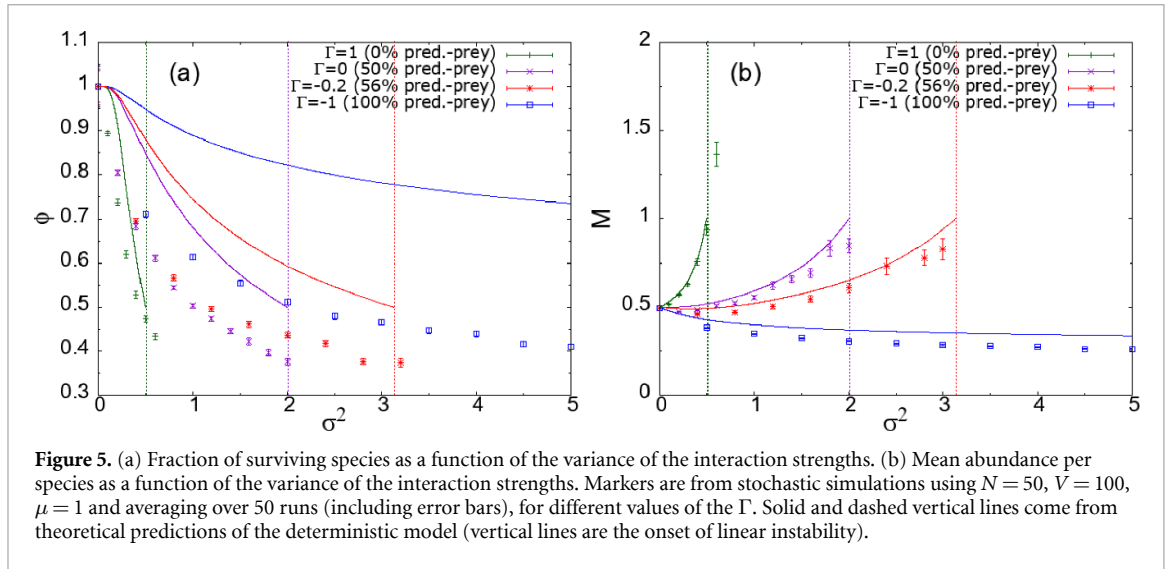 1.1
1
0.9
0.8
0.7
0.6
0.5
0.4
0.3
ϕ
(a)
Γ=1 (0% pred.-prey)
Γ=0 (50% pred.-prey)
Γ=-0.2 (56% pred.-prey)
Γ=-1 (100% pred.-prey)
0 1 2 3 4 5
σ²
2
1.5
1
0.5
0
M
(b)
Γ=1 (0% pred.-prey)
Γ=0 (50% pred.-prey)
Γ=-0.2 (56% pred.-prey)
Γ=-1 (100% pred.-prey)
0 1 2 3 4 5
σ²
Figure 5. (a) Fraction of surviving species as a function of the variance of the interaction strengths. (b) Mean abundance per
species as a function of the variance of the interaction strengths. Markers are from stochastic simulations using N = 50, V = 100,
μ = 1 and averaging over 50 runs (including error bars), for different values of the Γ. Solid and dashed vertical lines come from
theoretical predictions of the deterministic model (vertical lines are the onset of linear instability).